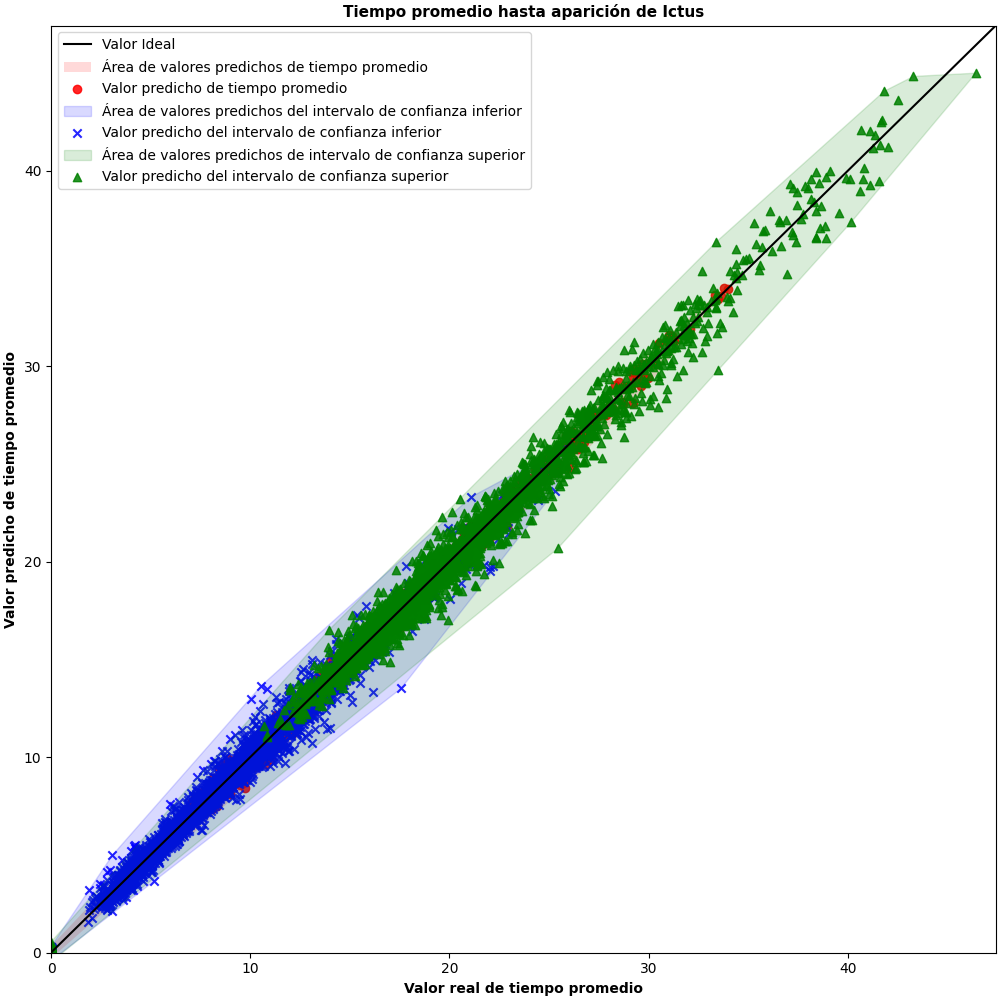 Tiempo promedio hasta aparición de Ictus
Valor Ideal
Área de valores predichos de tiempo promedio
Valor predicho de tiempo promedio
Área de valores predichos del intervalo de confianza inferior
Valor predicho del intervalo de confianza inferior
Área de valores predichos de intervalo de confianza superior
Valor predicho del intervalo de confianza superior
Valor predicho de tiempo promedio
40
30
20
10
0
0 10 20 30 40
Valor real de tiempo promedio